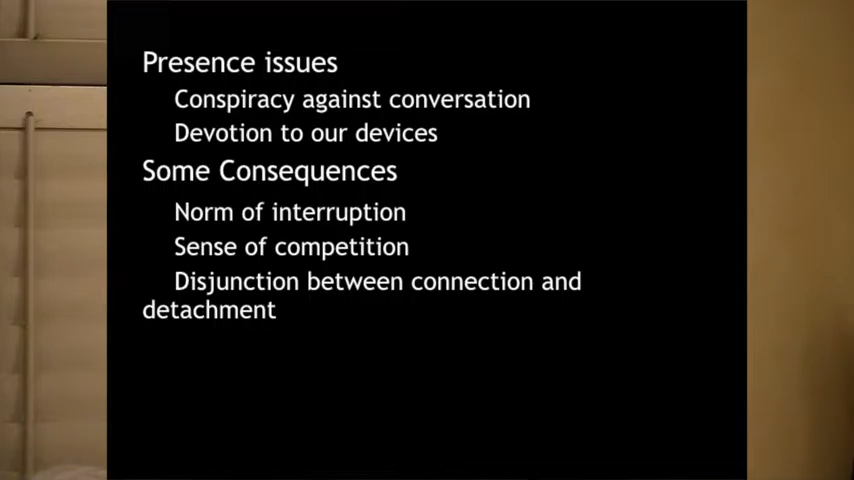 Presence issues
Conspiracy against conversation
Devotion to our devices
Some Consequences
Norm of interruption
Sense of competition
Disjunction between connection and
detachment